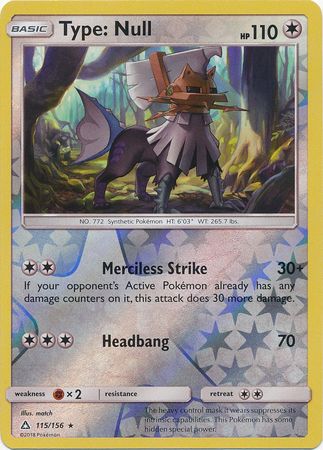 BASIC Type: Null HP 110
NO. 772 Synthetic Pokémon HT: 6'03" WT: 265.7 lbs.
Merciless Strike 30+
If your opponent's Active Pokémon already has any
damage counters on it, this attack does 30 more damage.
Headbang 70
weakness × 2 resistance retreat
Illus. match
115/156 ★
©2018 Pokémon
The heavy control mask it wears suppresses its
intrinsic capabilities. This Pokémon has some
hidden special power.